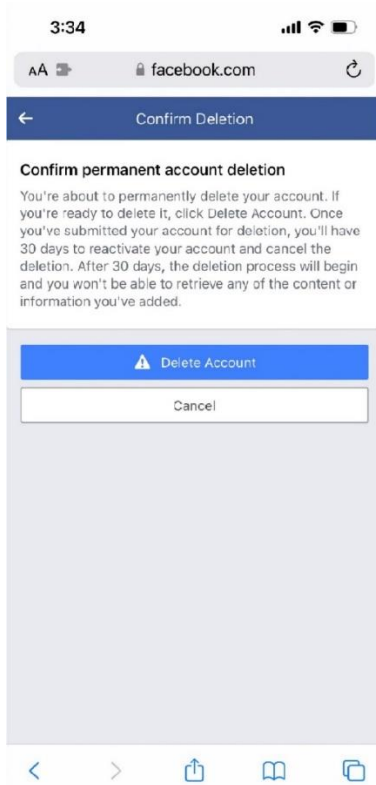 3:34
AA facebook.com
Confirm Deletion
Confirm permanent account deletion
You're about to permanently delete your account. If
you're ready to delete it, click Delete Account. Once
you've submitted your account for deletion, you'll have
30 days to reactivate your account and cancel the
deletion. After 30 days, the deletion process will begin
and you won't be able to retrieve any of the content or
information you've added.
Delete Account
Cancel